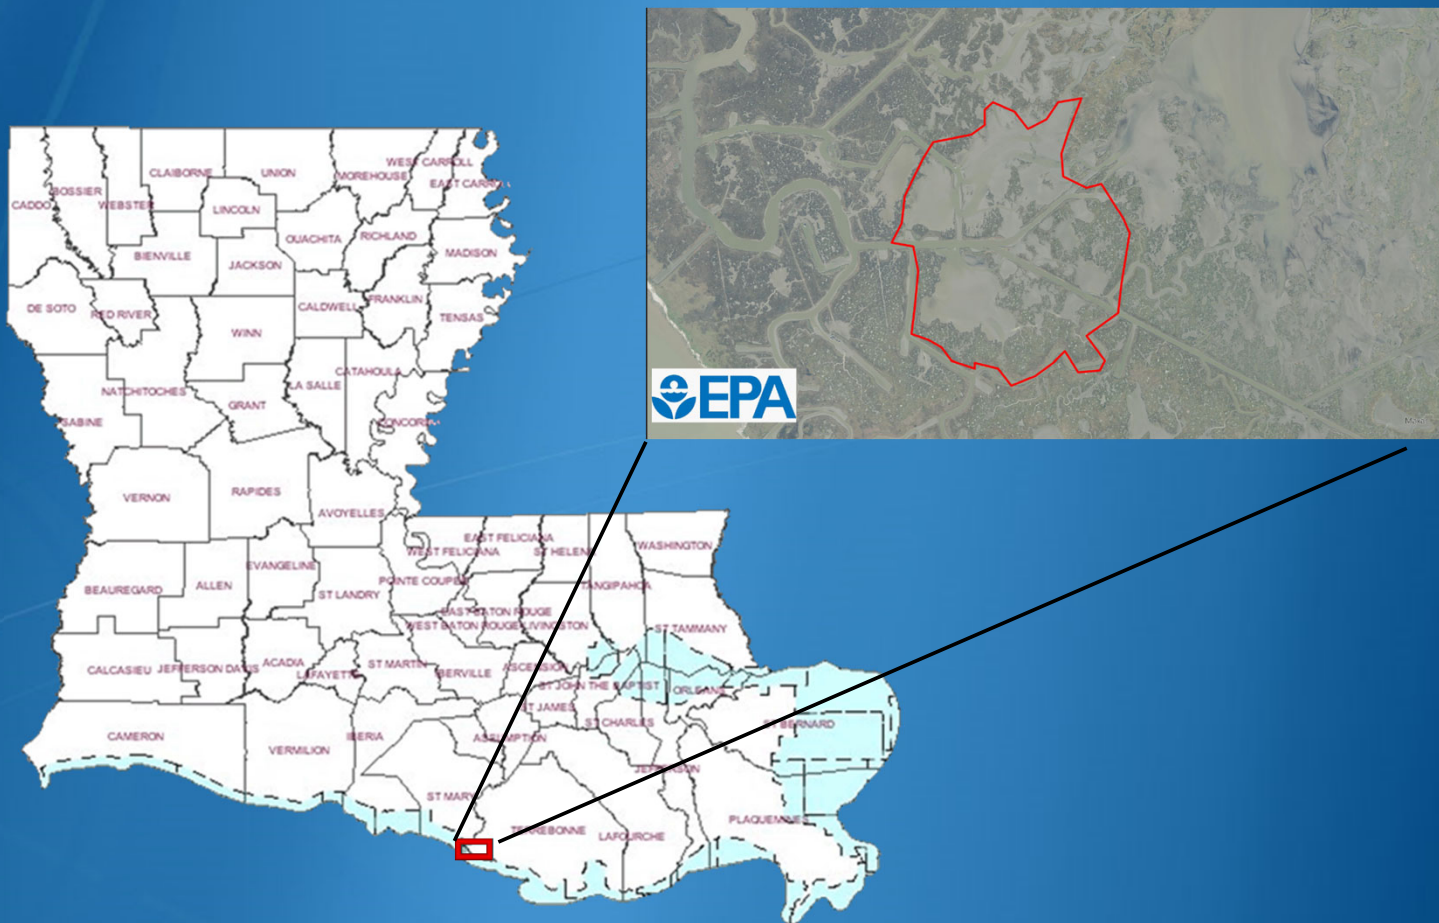 WEST CARROLL
CLAIBORNE
UNION
MOREHOUSE
EAST CARR
BOSSIER
CADDO
WEBSTER
LINCOLN
OUACHITA
RICHLAND
MADISON
BIENVILLE
JACKSON
DE SOTO
RED RIVER
CALDWELL
FRANKLIN
TENSAS
WINN
CATAHOULA
LA SALLE
NATCHITOCHES
GRANT
SABINE
CONCORDI
EPA
VERNON
RAPIDES
AVOYELLES
EAST FELICIANA
WASHINGTON
WEST FELICIANA
ST HELEN
EVANGELINE
POINTE COUPEE
BEAUREGARD
ALLEN
TANGIPAHOA
ST LANDRY
EAST BATON ROUGE
WEST BATON ROUGE
LIVINGSTON
ST TAMMANY
CALCASIEU
JEFFERSON DAVIS
ACADIA
LAFAYETTE
ST MARTIN
IBERVILLE
ASCENSION
ST JOHN THE BAPTIST
ORLEANS
ST JAMES
ST CHARLES
ST BERNARD
CAMERON
VERMILION
IBERIA
ASSUMPTION
JEFFERSON
ST MARY
TERREBONNE
LAFOURCHE
PLAQUEMINES